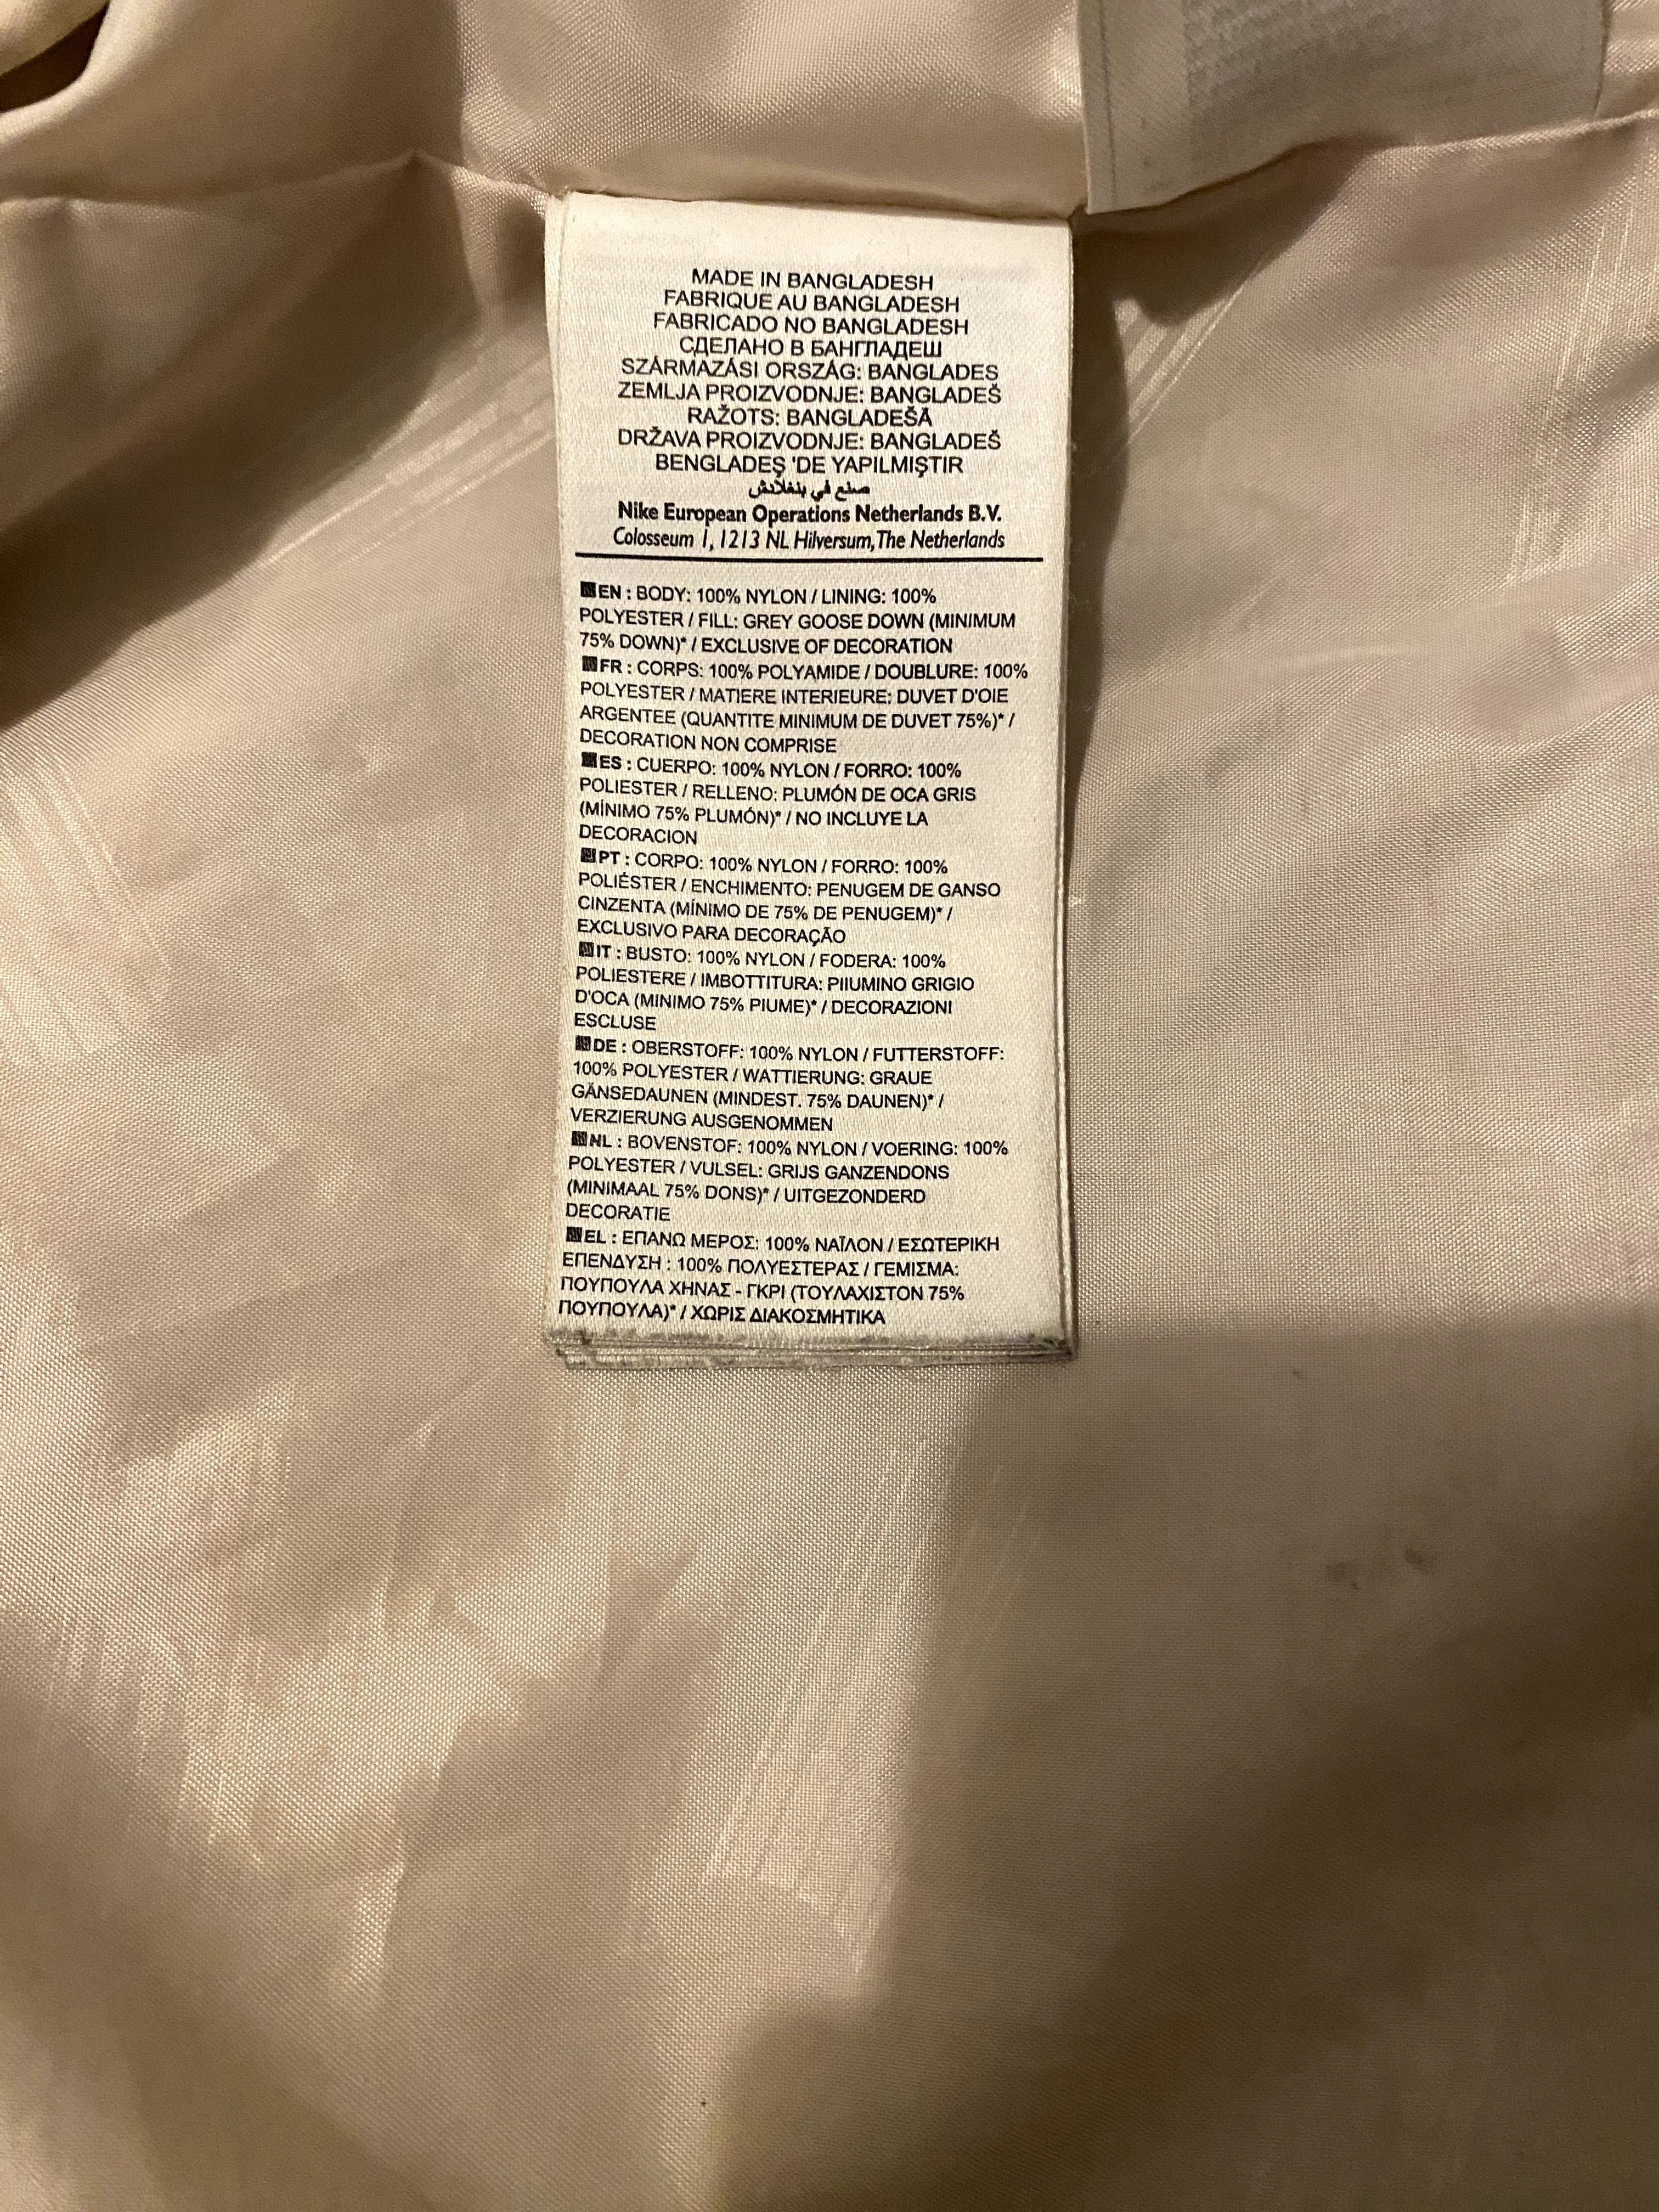 MADE IN BANGLADESH
FABRIQUE AU BANGLADESH
FABRICADO NO BANGLADESH
СДЕЛАНО В БАНГЛАДЕШ
SZÁRMAZÁSI ORSZÁG: BANGLADES
ZEMLJA PROIZVODNJE: BANGLADEŠ
RAŽOTS: BANGLADEŠĀ
DRŽAVA PROIZVODNJE: BANGLADEŠ
BENGLADEŞ 'DE YAPILMIŞTIR
صنع في بنغلادش
Nike European Operations Netherlands B.V.
Colosseum 1, 1213 NL Hilversum, The Netherlands
EN : BODY: 100% NYLON / LINING: 100%
POLYESTER / FILL: GREY GOOSE DOWN (MINIMUM
75% DOWN)* / EXCLUSIVE OF DECORATION
FR : CORPS: 100% POLYAMIDE / DOUBLURE: 100%
POLYESTER / MATIERE INTERIEURE: DUVET D'OIE
ARGENTEE (QUANTITE MINIMUM DE DUVET 75%)* /
DECORATION NON COMPRISE
ES : CUERPO: 100% NYLON / FORRO: 100%
POLIESTER / RELLENO: PLUMÓN DE OCA GRIS
(MÍNIMO 75% PLUMÓN)* / NO INCLUYE LA
DECORACION
PT : CORPO: 100% NYLON / FORRO: 100%
POLIÉSTER / ENCHIMENTO: PENUGEM DE GANSO
CINZENTA (MÍNIMO DE 75% DE PENUGEM)* /
EXCLUSIVO PARA DECORAÇÃO
IT : BUSTO: 100% NYLON / FODERA: 100%
POLIESTERE / IMBOTTITURA: PIIUMINO GRIGIO
D'OCA (MINIMO 75% PIUME)* / DECORAZIONI
ESCLUSE
DE : OBERSTOFF: 100% NYLON / FUTTERSTOFF:
100% POLYESTER / WATTIERUNG: GRAUE
GÄNSEDAUNEN (MINDEST. 75% DAUNEN)* /
VERZIERUNG AUSGENOMMEN
NL : BOVENSTOF: 100% NYLON / VOERING: 100%
POLYESTER / VULSEL: GRIJS GANZENDONS
(MINIMAAL 75% DONS)* / UITGEZONDERD
DECORATIE
EL : ΕΠΑΝΩ ΜΕΡΟΣ: 100% ΝΑΪΛΟΝ / ΕΣΩΤΕΡΙΚΗ
ΕΠΕΝΔΥΣΗ : 100% ΠΟΛΥΕΣΤΕΡΑΣ / ΓΕΜΙΣΜΑ:
ΠΟΥΠΟΥΛΑ ΧΗΝΑΣ - ΓΚΡΙ (ΤΟΥΛΑΧΙΣΤΟΝ 75%
ΠΟΥΠΟΥΛΑ)* / ΧΩΡΙΣ ΔΙΑΚΟΣΜΗΤΙΚΑ